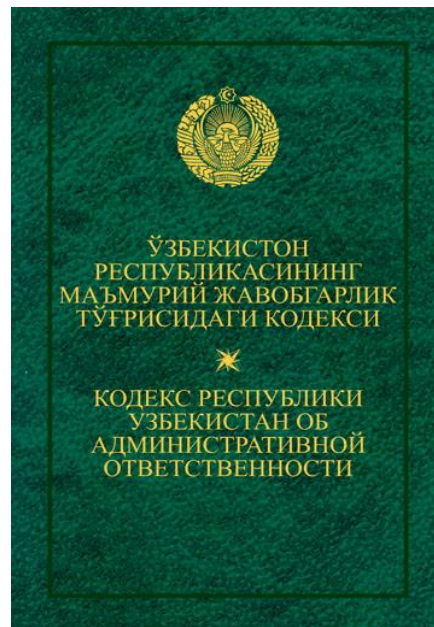 ЎЗБЕКИСТОН
РЕСПУБЛИКАСИНИНГ
МАЪМУРИЙ ЖАВОБГАРЛИК
ТЎҒРИСИДАГИ КОДЕКСИ
КОДЕКС РЕСПУБЛИКИ
УЗБЕКИСТАН ОБ
АДМИНИСТРАТИВНОЙ
ОТВЕТСТВЕННОСТИ